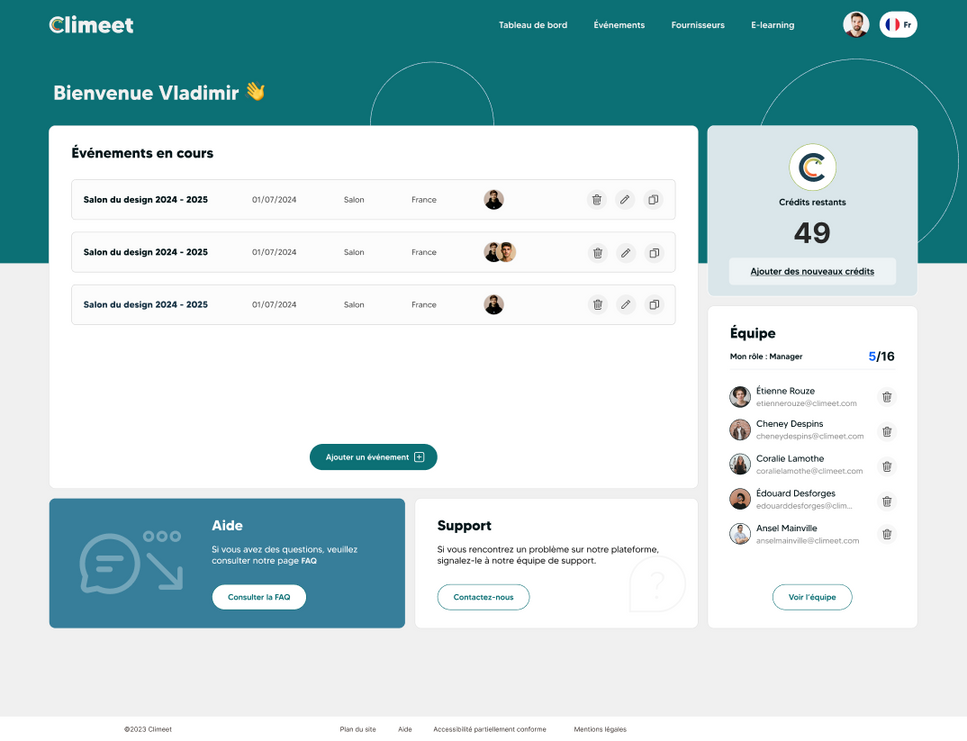 Climeet
Tableau de bord
Événements
Fournisseurs
E-learning
Fr
Bienvenue Vladimir 👋
Événements en cours
Salon du design 2024 - 2025 01/07/2024 Salon France
Salon du design 2024 - 2025 01/07/2024 Salon France
Salon du design 2024 - 2025 01/07/2024 Salon France
Ajouter un événement
Crédits restants
49
Ajouter des nouveaux crédits
Équipe
Mon rôle : Manager 5/16
Étienne Rouze
etiennerouze@climeet.com
Cheney Despins
cheneydespins@climeet.com
Coralie Lamothe
coralielamothe@climeet.com
Édouard Desforges
edouarddesforges@clim...
Ansel Mainville
anselmainville@climeet.com
Voir l'équipe
Aide
Si vous avez des questions, veuillez
consulter notre page FAQ
Consulter la FAQ
Support
Si vous rencontrez un problème sur notre plateforme,
signalez-le à notre équipe de support.
Contactez-nous
?
©2023 Climeet
Plan du site
Aide
Accessibilité partiellement conforme
Mentions légales